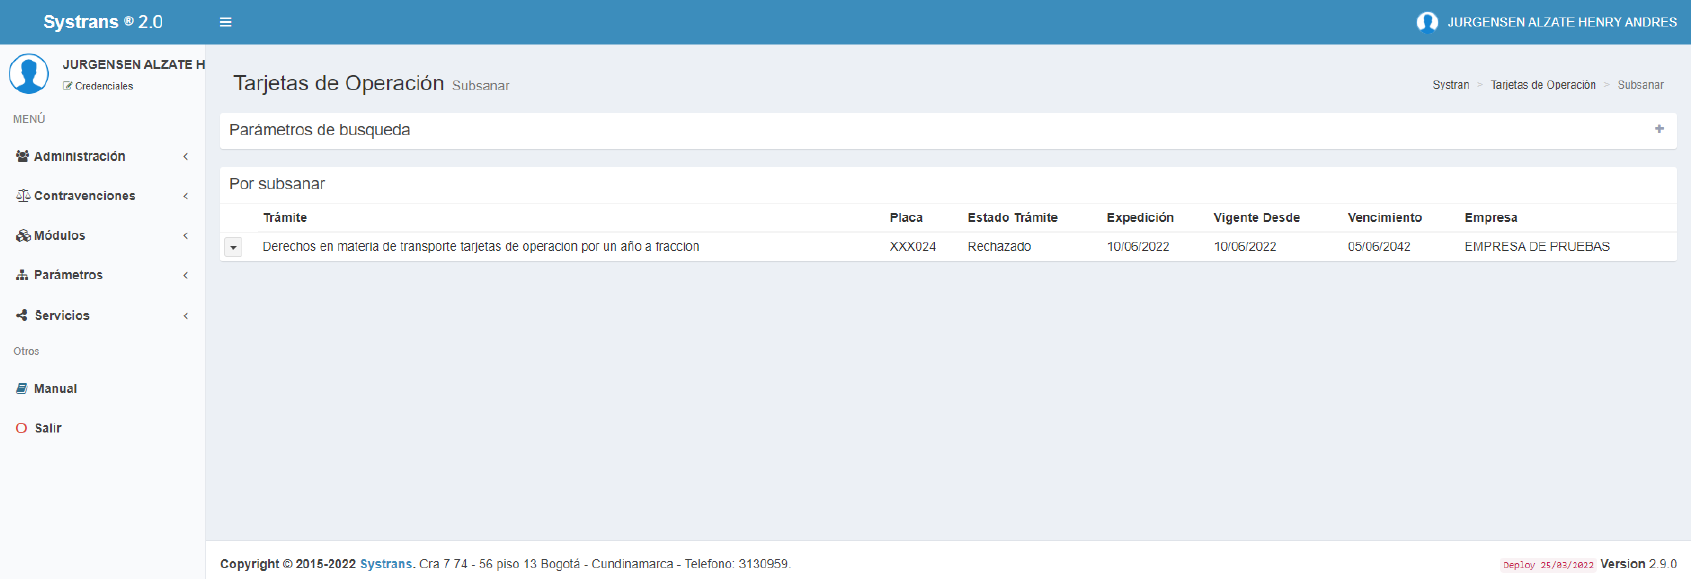 Systrans ® 2.0
JURGENSEN ALZATE HENRY ANDRES
JURGENSEN ALZATE H
Credenciales
MENÚ
Administración
Contravenciones
Módulos
Parámetros
Servicios
Otros
Manual
Salir
Tarjetas de Operación Subsanar
Systran > Tarjetas de Operación > Subsanar
Parámetros de busqueda
Por subsanar
Trámite Placa Estado Trámite Expedición Vigente Desde Vencimiento Empresa
Derechos en materia de transporte tarjetas de operacion por un año a fraccion XXX024 Rechazado 10/06/2022 10/06/2022 05/06/2042 EMPRESA DE PRUEBAS
Copyright © 2015-2022 Systrans. Cra 7 74 - 56 piso 13 Bogotá - Cundinamarca - Telefono: 3130959.
Deploy 25/03/2022 Version 2.9.0